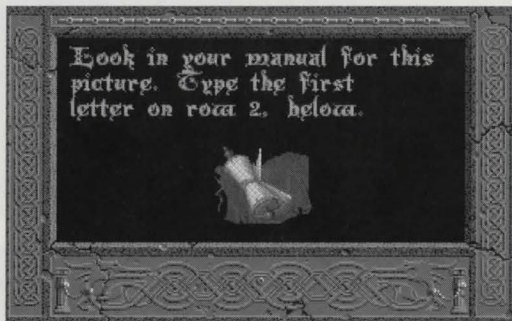 Look in your manual for this
picture. Type the first
letter on row 2, below.